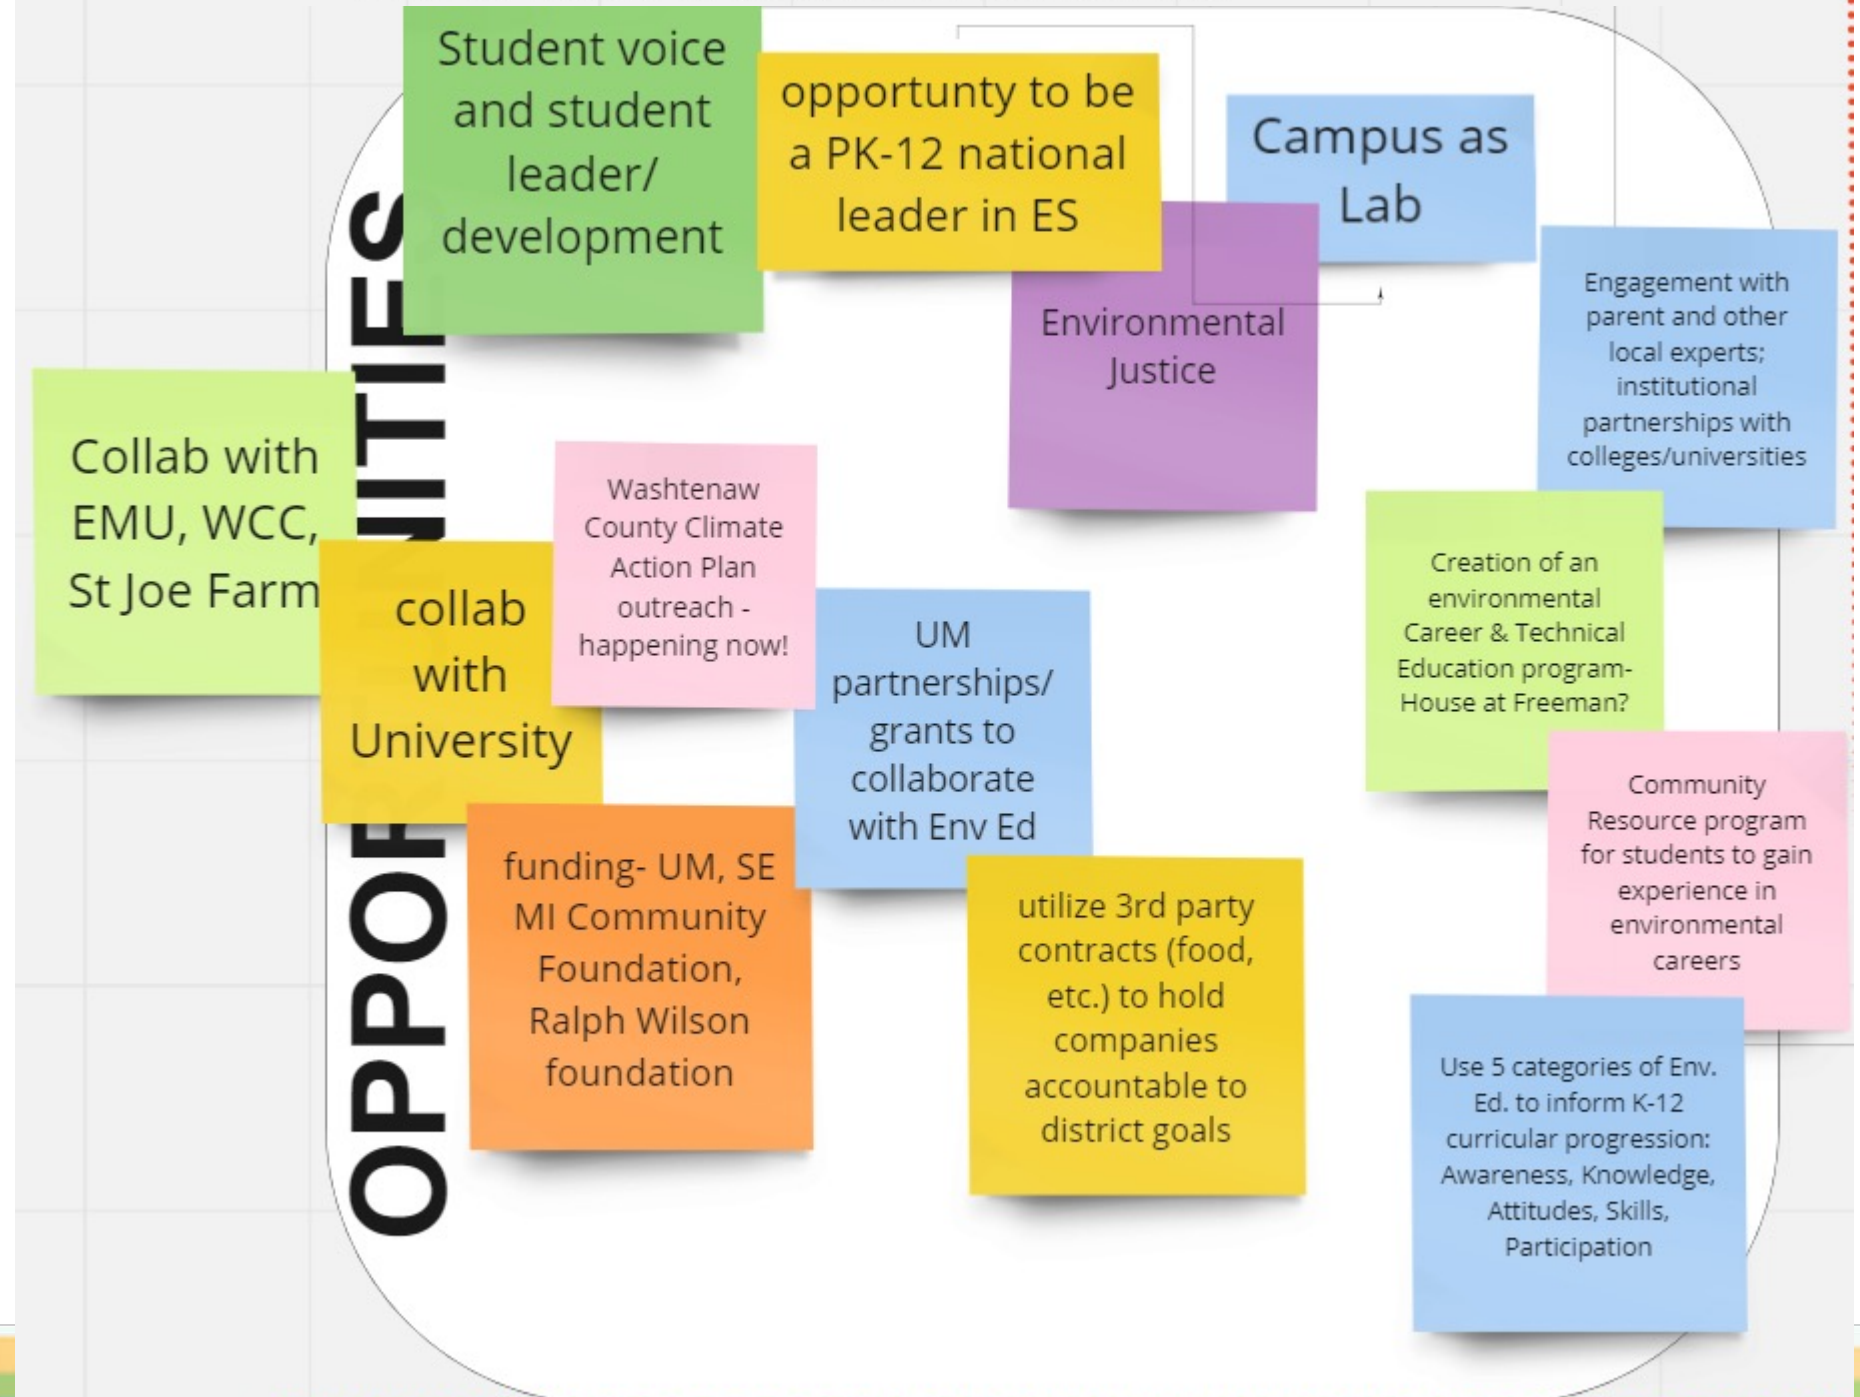 OPPORTUNITIES
Student voice
and student
leader/
development
opportunty to be
a PK-12 national
leader in ES
Campus as
Lab
Environmental
Justice
Engagement with
parent and other
local experts;
institutional
partnerships with
colleges/universities
Collab with
EMU, WCC,
St Joe Farm
collab
with
University
Washtenaw
County Climate
Action Plan
outreach -
happening now!
UM
partnerships/
grants to
collaborate
with Env Ed
Creation of an
environmental
Career & Technical
Education program-
House at Freeman?
Community
Resource program
for students to gain
experience in
environmental
careers
funding- UM, SE
MI Community
Foundation,
Ralph Wilson
foundation
utilize 3rd party
contracts (food,
etc.) to hold
companies
accountable to
district goals
Use 5 categories of Env.
Ed. to inform K-12
curricular progression:
Awareness, Knowledge,
Attitudes, Skills,
Participation